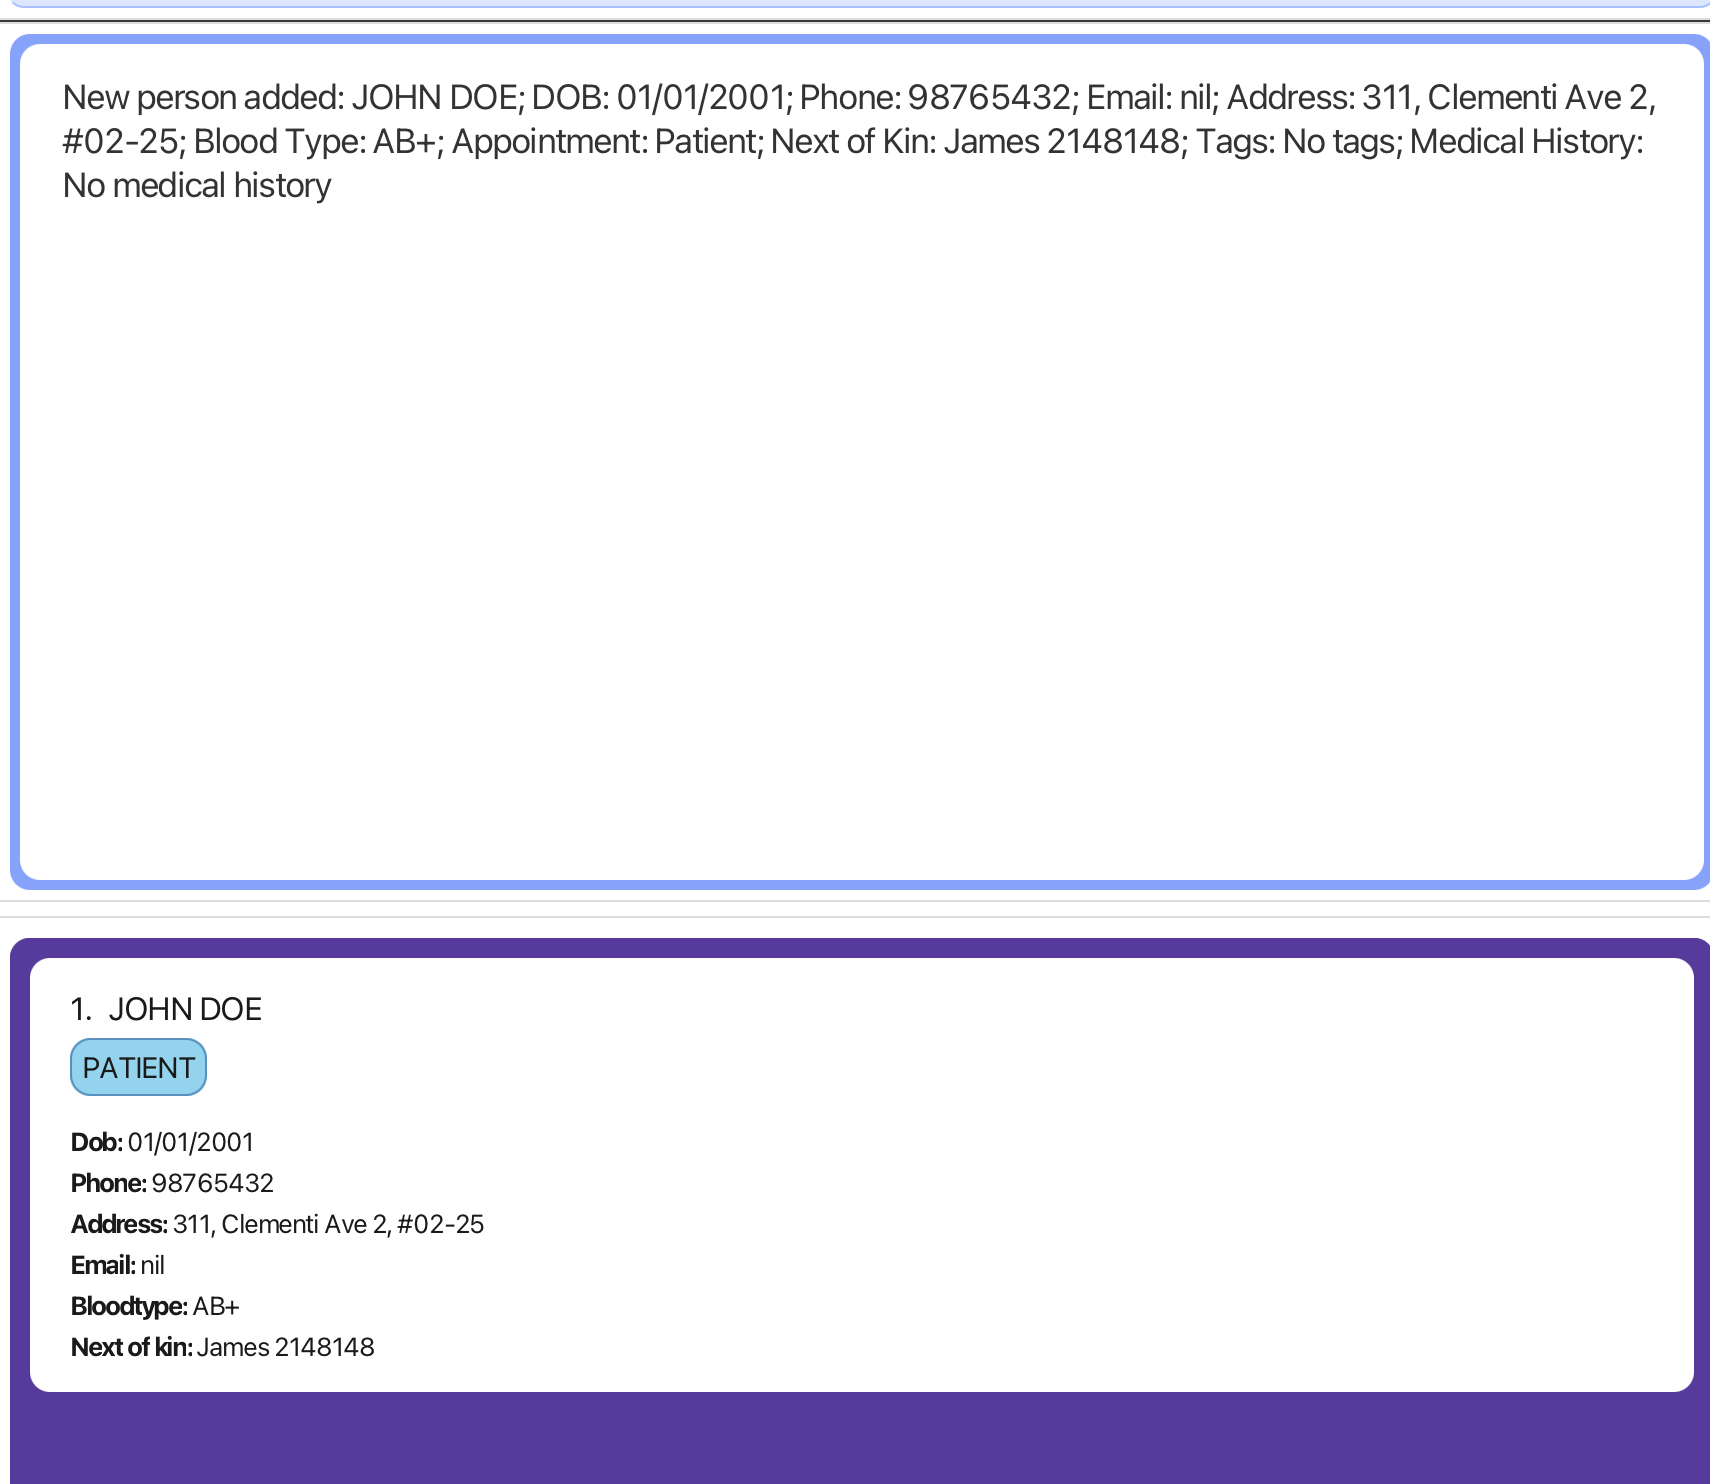 New person added: JOHN DOE; DOB: 01/01/2001; Phone: 98765432; Email: nil; Address: 311, Clementi Ave 2,
#02-25; Blood Type: AB+; Appointment: Patient; Next of Kin: James 2148148; Tags: No tags; Medical History:
No medical history
1. JOHN DOE
PATIENT
Dob: 01/01/2001
Phone: 98765432
Address: 311, Clementi Ave 2, #02-25
Email: nil
Bloodtype: AB+
Next of kin: James 2148148